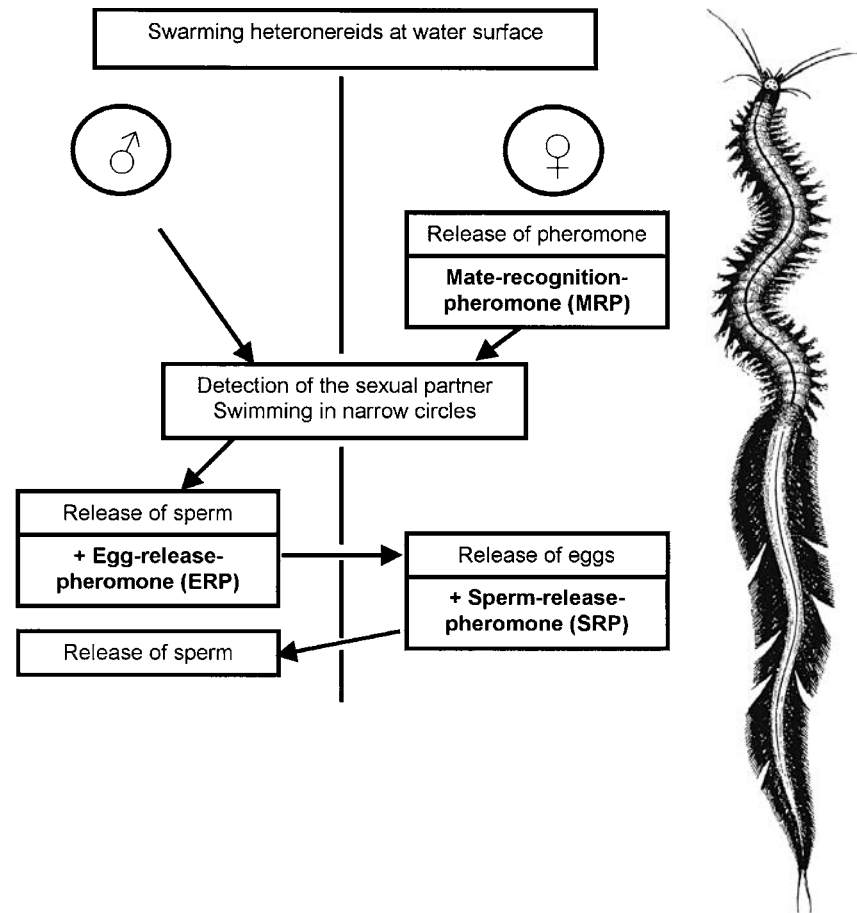 Swarming heteronereids at water surface
♂
♀
Release of pheromone
Mate-recognition-
pheromone (MRP)
Detection of the sexual partner
Swimming in narrow circles
Release of sperm
+ Egg-release-
pheromone (ERP)
Release of eggs
+ Sperm-release-
pheromone (SRP)
Release of sperm